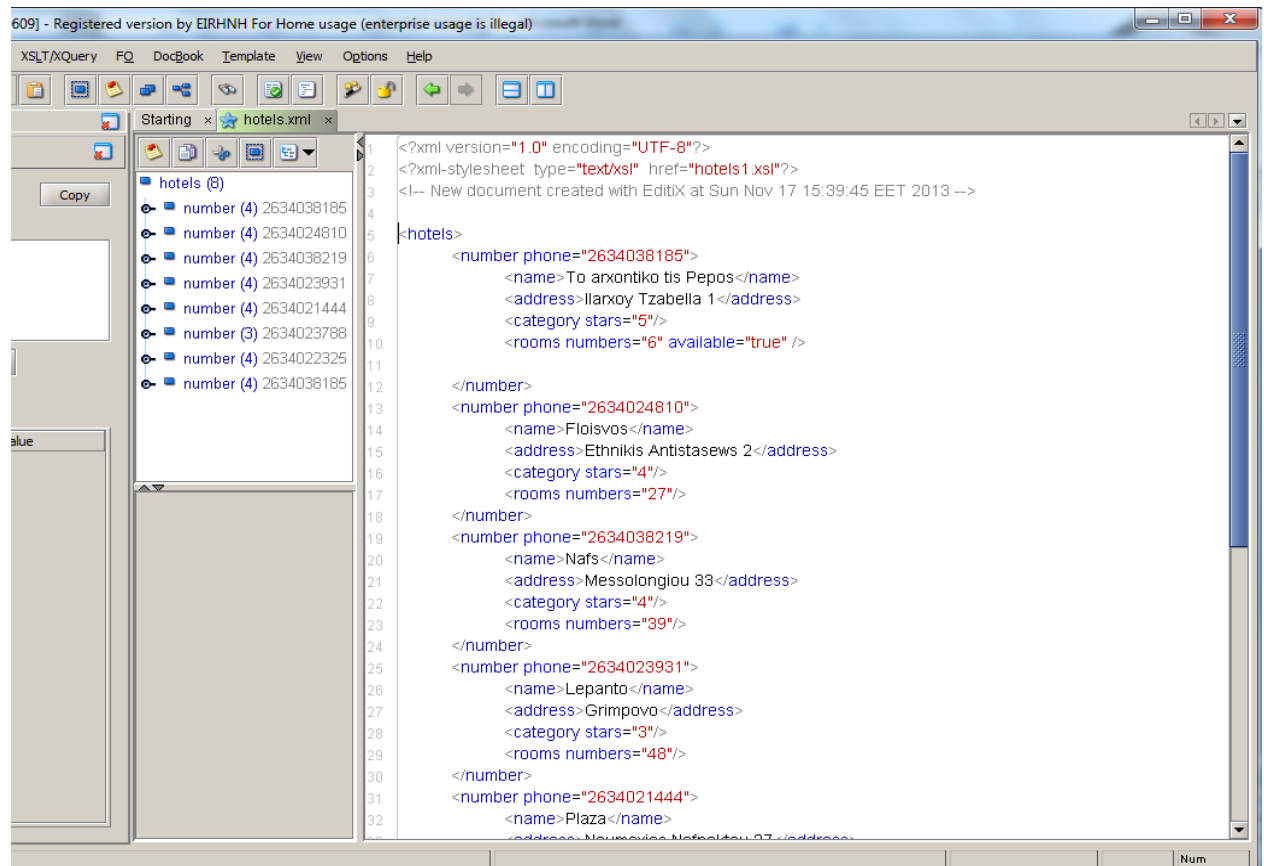 609] - Registered version by EIRHNH For Home usage (enterprise usage is illegal)
XSLT/XQuery FO DocBook Template View Options Help
Starting × hotels.xml ×
Copy
alue
hotels (8)
number (4) 2634038185
number (4) 2634024810
number (4) 2634038219
number (4) 2634023931
number (4) 2634021444
number (3) 2634023788
number (4) 2634022325
number (4) 2634038185
1 <?xml version="1.0" encoding="UTF-8"?>
2 <?xml-stylesheet type="text/xsl" href="hotels1.xsl"?>
3 <!-- New document created with EditiX at Sun Nov 17 15:39:45 EET 2013 -->
4
5 <hotels>
6 <number phone="2634038185">
7 <name>To arxontiko tis Pepos</name>
8 <address>Ilarxoy Tzabella 1</address>
9 <category stars="5"/>
10 <rooms numbers="6" available="true" />
11
12 </number>
13 <number phone="2634024810">
14 <name>Floisvos</name>
15 <address>Ethnikis Antistasews 2</address>
16 <category stars="4"/>
17 <rooms numbers="27"/>
18 </number>
19 <number phone="2634038219">
20 <name>Nafs</name>
21 <address>Messolongiou 33</address>
22 <category stars="4"/>
23 <rooms numbers="39"/>
24 </number>
25 <number phone="2634023931">
26 <name>Lepanto</name>
27 <address>Grimpovo</address>
28 <category stars="3"/>
29 <rooms numbers="48"/>
30 </number>
31 <number phone="2634021444">
32 <name>Plaza</name>
<address>Naumaxias Nafpaktou 37</address>
Num